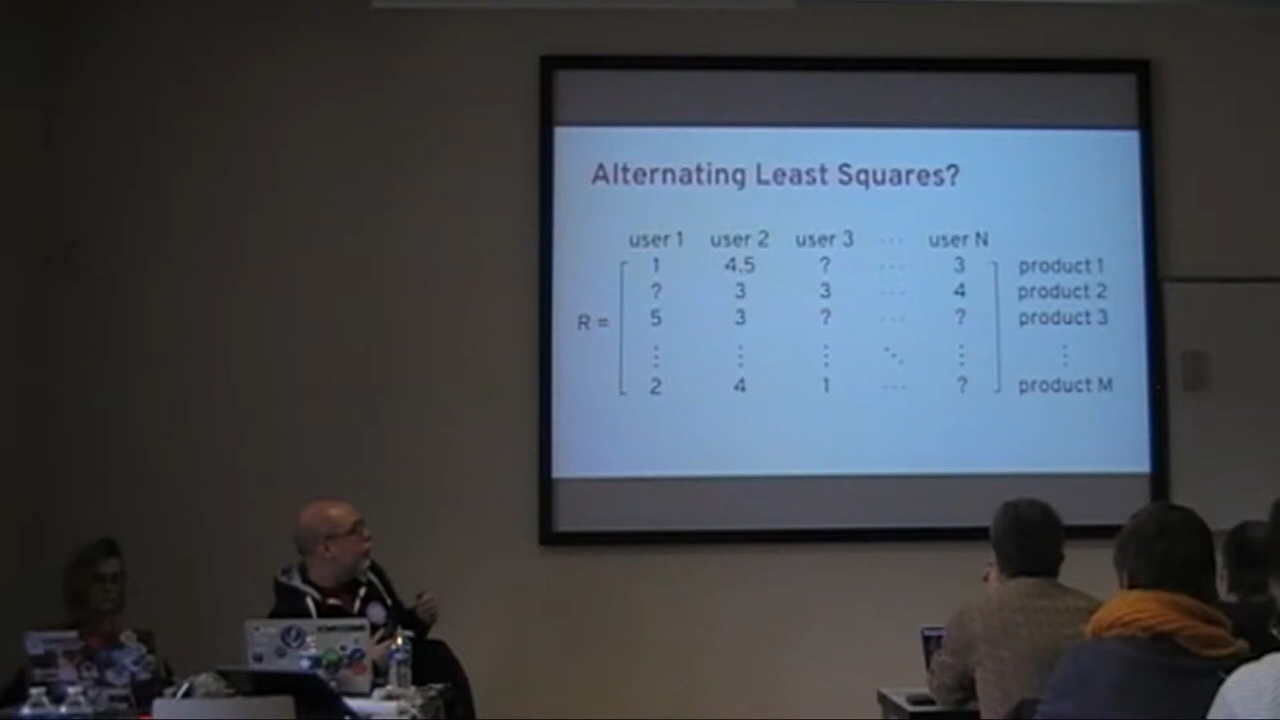 Alternating Least Squares?
user 1 user 2 user 3 ... user N
1 4.5 ? ... 3 product 1
? 3 3 ... 4 product 2
R = 5 3 ? ... ? product 3
⋮ ⋮ ⋮ ⋱ ⋮ ⋮
2 4 1 ... ? product M